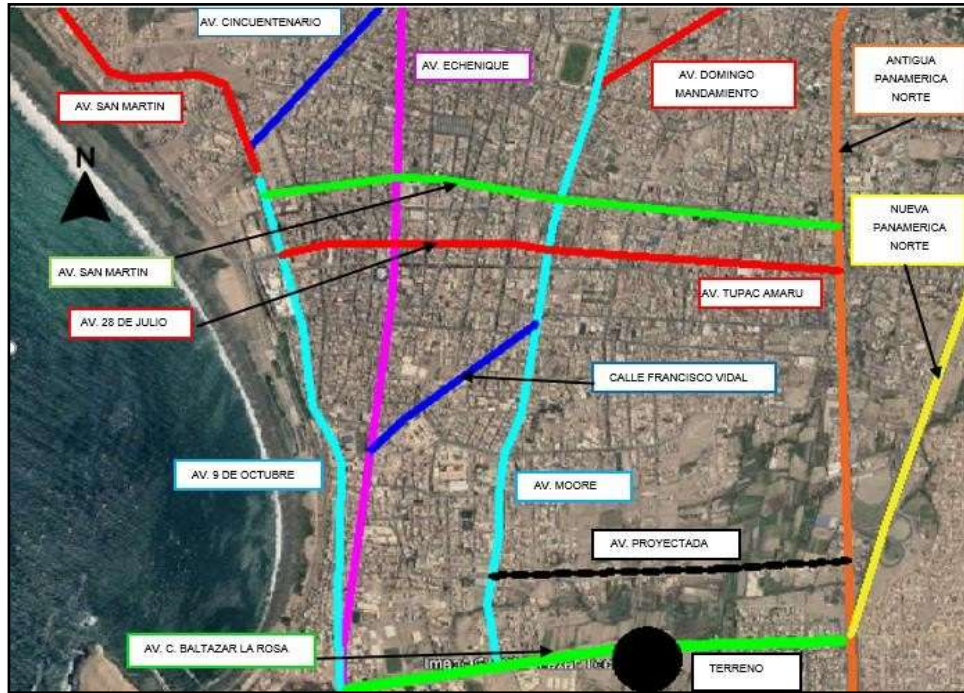 AV. CINCUENTENARIO
AV. ECHENIQUE
AV. DOMINGO
MANDAMIENTO
ANTIGUA
PANAMERICA
NORTE
AV. SAN MARTIN
N
NUEVA
PANAMERICA
NORTE
AV. SAN MARTIN
AV. TUPAC AMARU
AV. 28 DE JULIO
CALLE FRANCISCO VIDAL
AV. 9 DE OCTUBRE
AV. MOORE
AV. PROYECTADA
AV. C. BALTAZAR LA ROSA
TERRENO